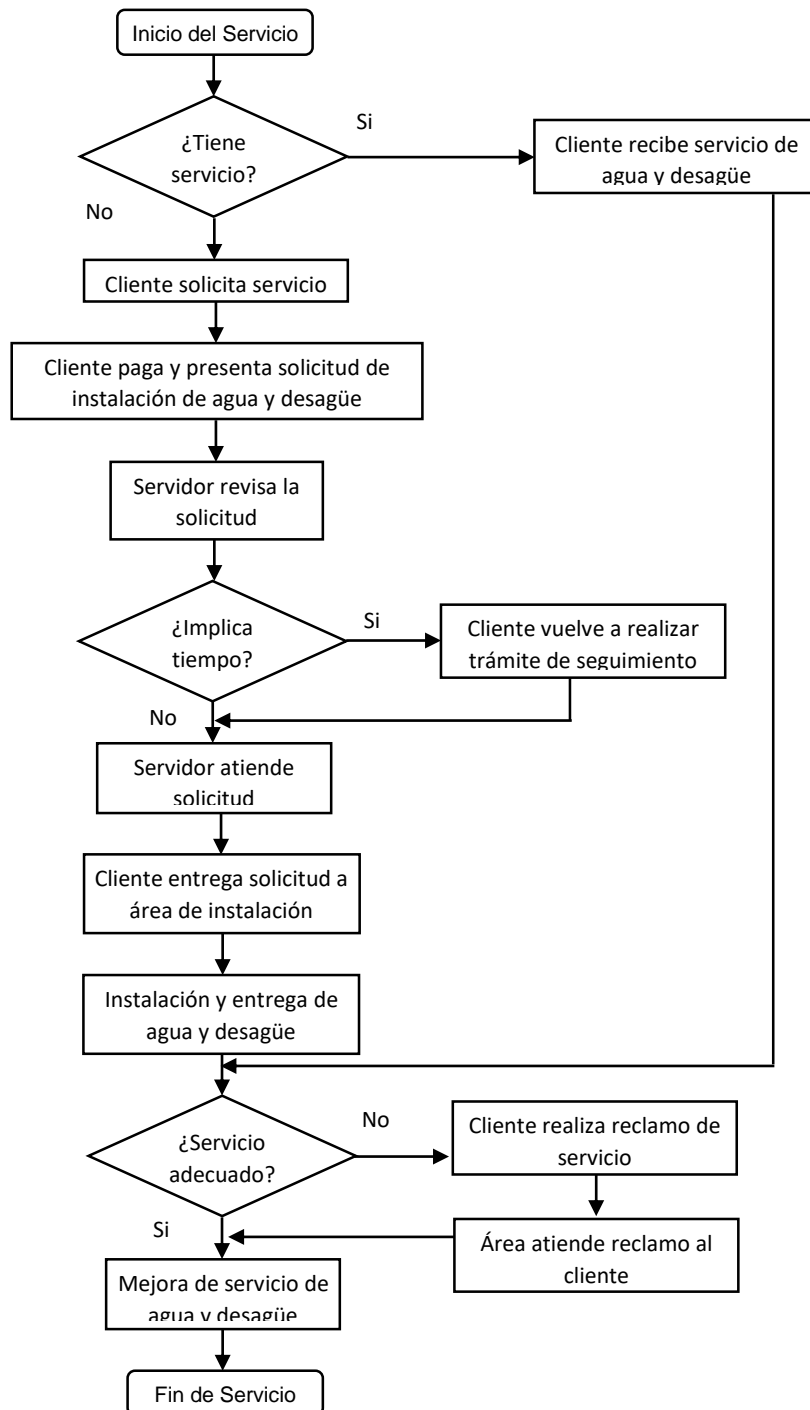 Inicio del Servicio
¿Tiene
servicio?
Si
Cliente recibe servicio de
agua y desagüe
No
Cliente solicita servicio
Cliente paga y presenta solicitud de
instalación de agua y desagüe
Servidor revisa la
solicitud
¿Implica
tiempo?
Si
Cliente vuelve a realizar
trámite de seguimiento
No
Servidor atiende
solicitud
Cliente entrega solicitud a
área de instalación
Instalación y entrega de
agua y desagüe
¿Servicio
adecuado?
No
Cliente realiza reclamo de
servicio
Si
Área atiende reclamo al
cliente
Mejora de servicio de
agua y desagüe
Fin de Servicio